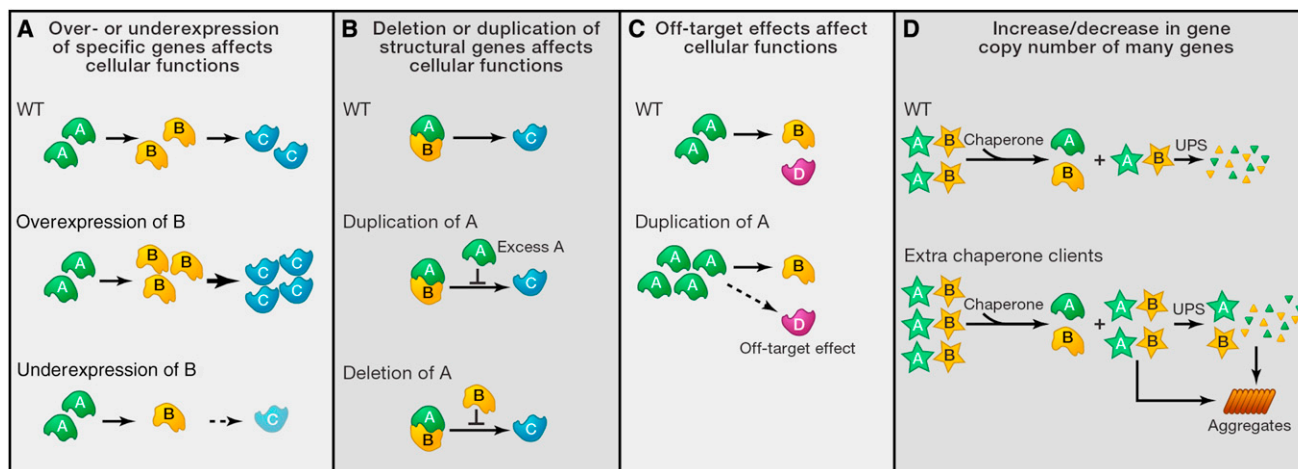 A Over- or underexpression
of specific genes affects
cellular functions
WT
A
A
B
B
C
C
Overexpression of B
A
A
B
B
B
C
C
C
C
Underexpression of B
A
A
B
C
B Deletion or duplication of
structural genes affects
cellular functions
WT
A
B
C
Duplication of A
A Excess A
A
B
C
Deletion of A
B
A
B
C
C Off-target effects affect
cellular functions
WT
A
A
B
D
Duplication of A
A
A
A
A
B
D
Off-target effect
D Increase/decrease in gene
copy number of many genes
WT
A B Chaperone A UPS
A B B + A B
Extra chaperone clients
A B Chaperone A A B UPS A
A B B + A B B
A B
Aggregates